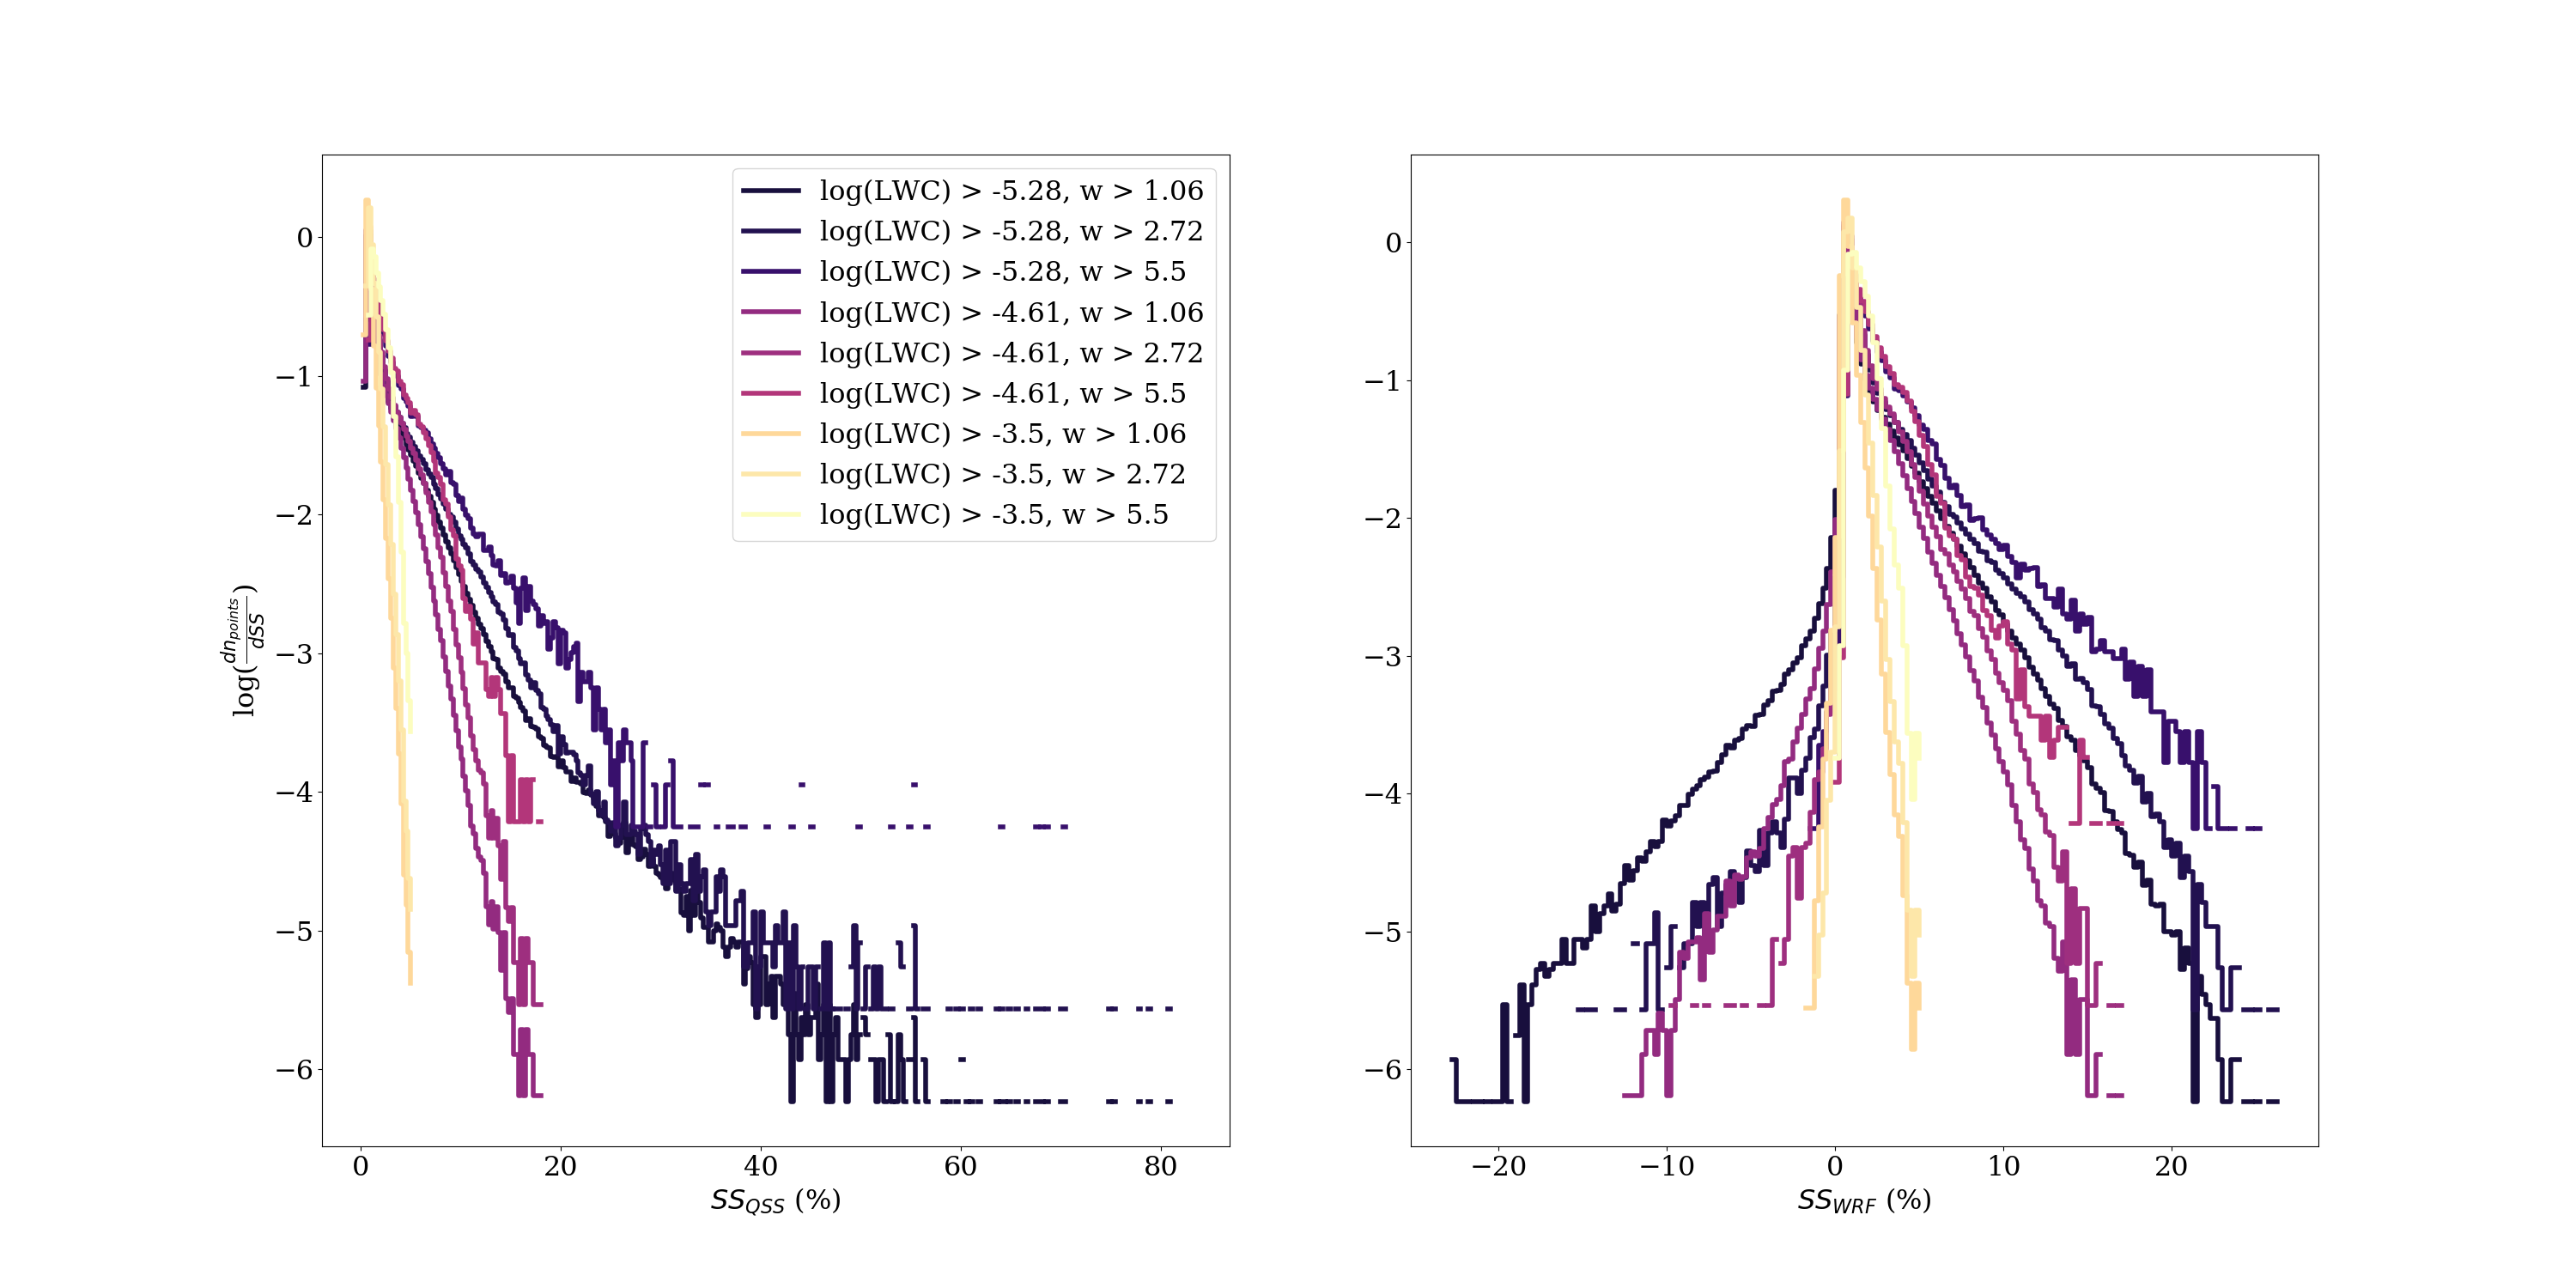 log(dn_points/dSS)
0
−1
−2
−3
−4
−5
−6
log(LWC) > -5.28, w > 1.06
log(LWC) > -5.28, w > 2.72
log(LWC) > -5.28, w > 5.5
log(LWC) > -4.61, w > 1.06
log(LWC) > -4.61, w > 2.72
log(LWC) > -4.61, w > 5.5
log(LWC) > -3.5, w > 1.06
log(LWC) > -3.5, w > 2.72
log(LWC) > -3.5, w > 5.5
0 20 40 60 80
SS_QSS (%)
0
−1
−2
−3
−4
−5
−6
−20 −10 0 10 20
SS_WRF (%)